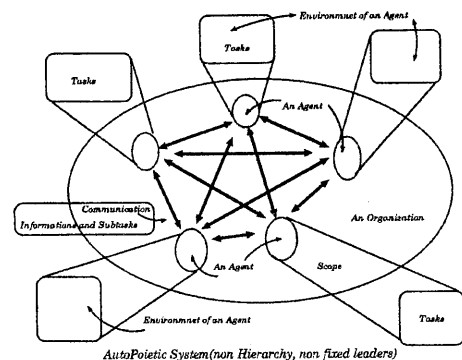 Environmnet of an Agent
Tasks
Tasks
An Agent
Communication
Informations and Subtasks
An Organization
An Agent
Scope
Environmnet of an Agent
Tasks
AutoPoietic System(non Hierarchy, non fixed leaders)